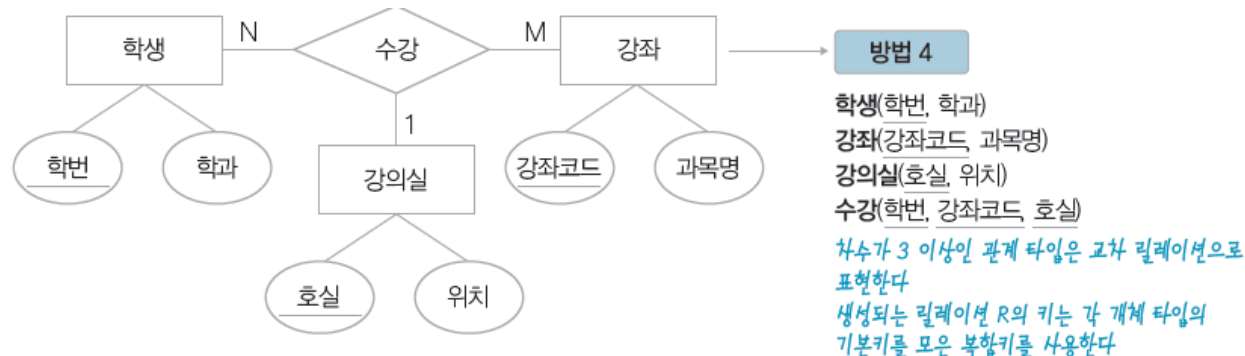 학생
N
수강
M
강좌
방법 4
학번
학과
1
강의실
강좌코드
과목명
호실
위치
학생(학번, 학과)
강좌(강좌코드, 과목명)
강의실(호실, 위치)
수강(학번, 강좌코드, 호실)
차수가 3 이상인 관계 타입은 교차 릴레이션으로
표현한다
생성되는 릴레이션 R의 키는 각 개체 타입의
기본키를 모은 복합키를 사용한다